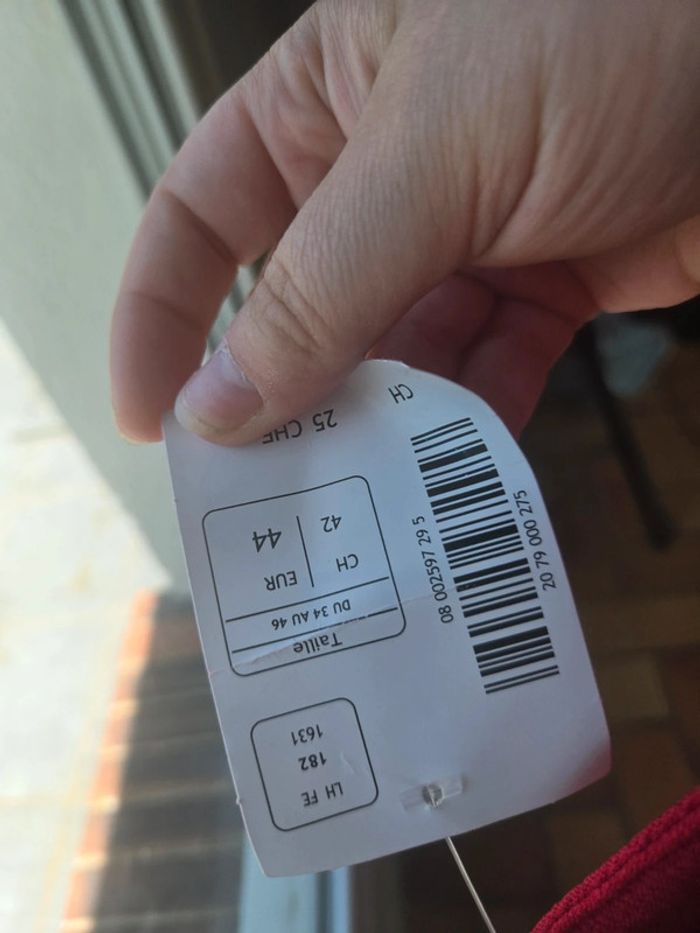 LH FE
182
1631
Taille
DU 34 AU 46
CH EUR
42 44
25 CHE
CH
20 79 000 275
08 002597 29 5